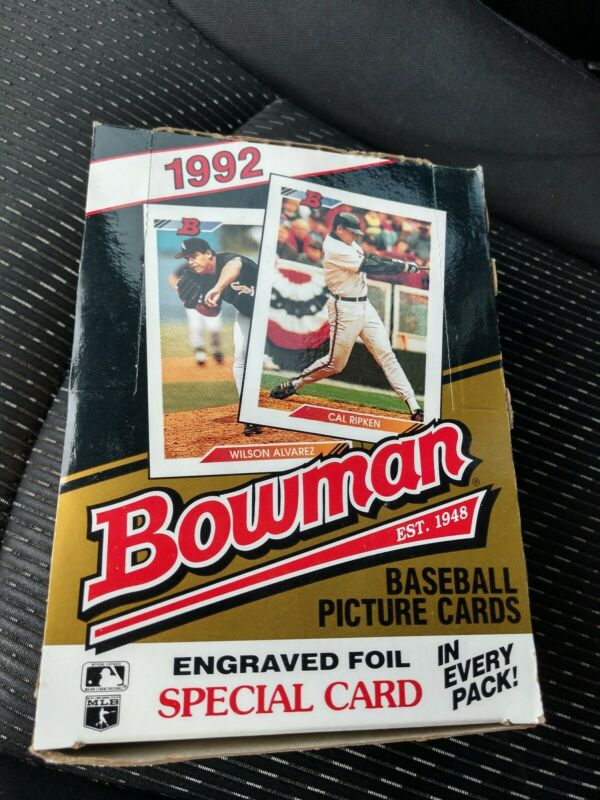 1992
B
B
CAL RIPKEN
WILSON ALVAREZ
Bowman®
EST. 1948
BASEBALL
PICTURE CARDS
ENGRAVED FOIL
SPECIAL CARD
IN
EVERY
PACK!
MLB